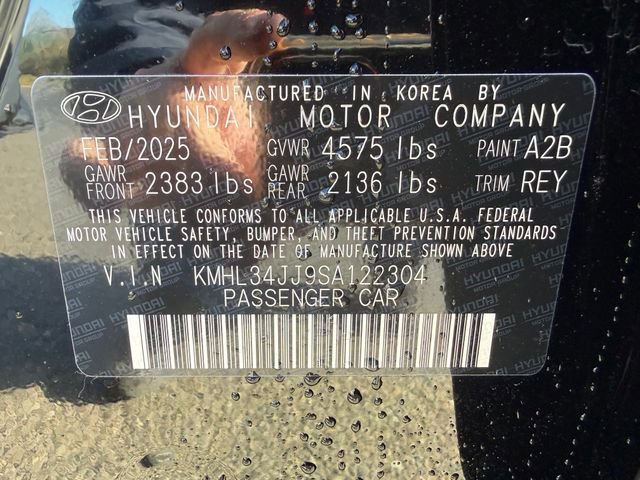 MANUFACTURED IN KOREA BY
HYUNDAI MOTOR COMPANY
FEB/2025 GVWR 4575 lbs PAINT A2B
GAWR FRONT 2383 lbs GAWR REAR 2136 lbs TRIM REY
THIS VEHICLE CONFORMS TO ALL APPLICABLE U.S.A. FEDERAL
MOTOR VEHICLE SAFETY, BUMPER, AND THEFT PREVENTION STANDARDS
IN EFFECT ON THE DATE OF MANUFACTURE SHOWN ABOVE
V.I.N KMHL34JJ9SA122304
PASSENGER CAR